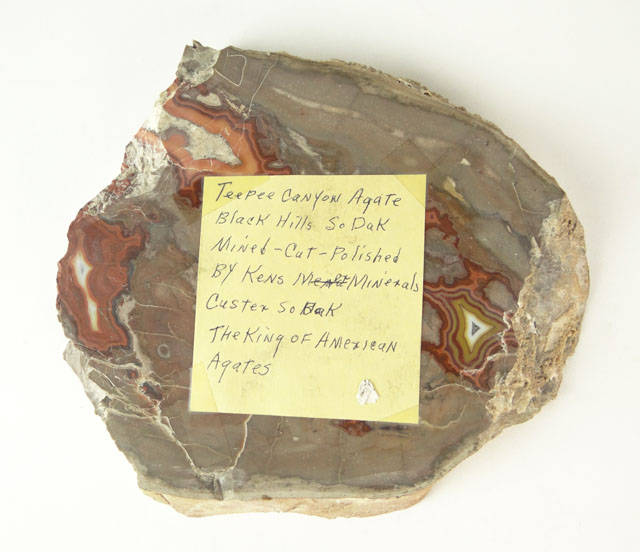 Teepee Canyon Agate
Black Hills So Dak
Mined-Cut-Polished
By Kens Minerals
Custer So Dak
The King of American
Agates